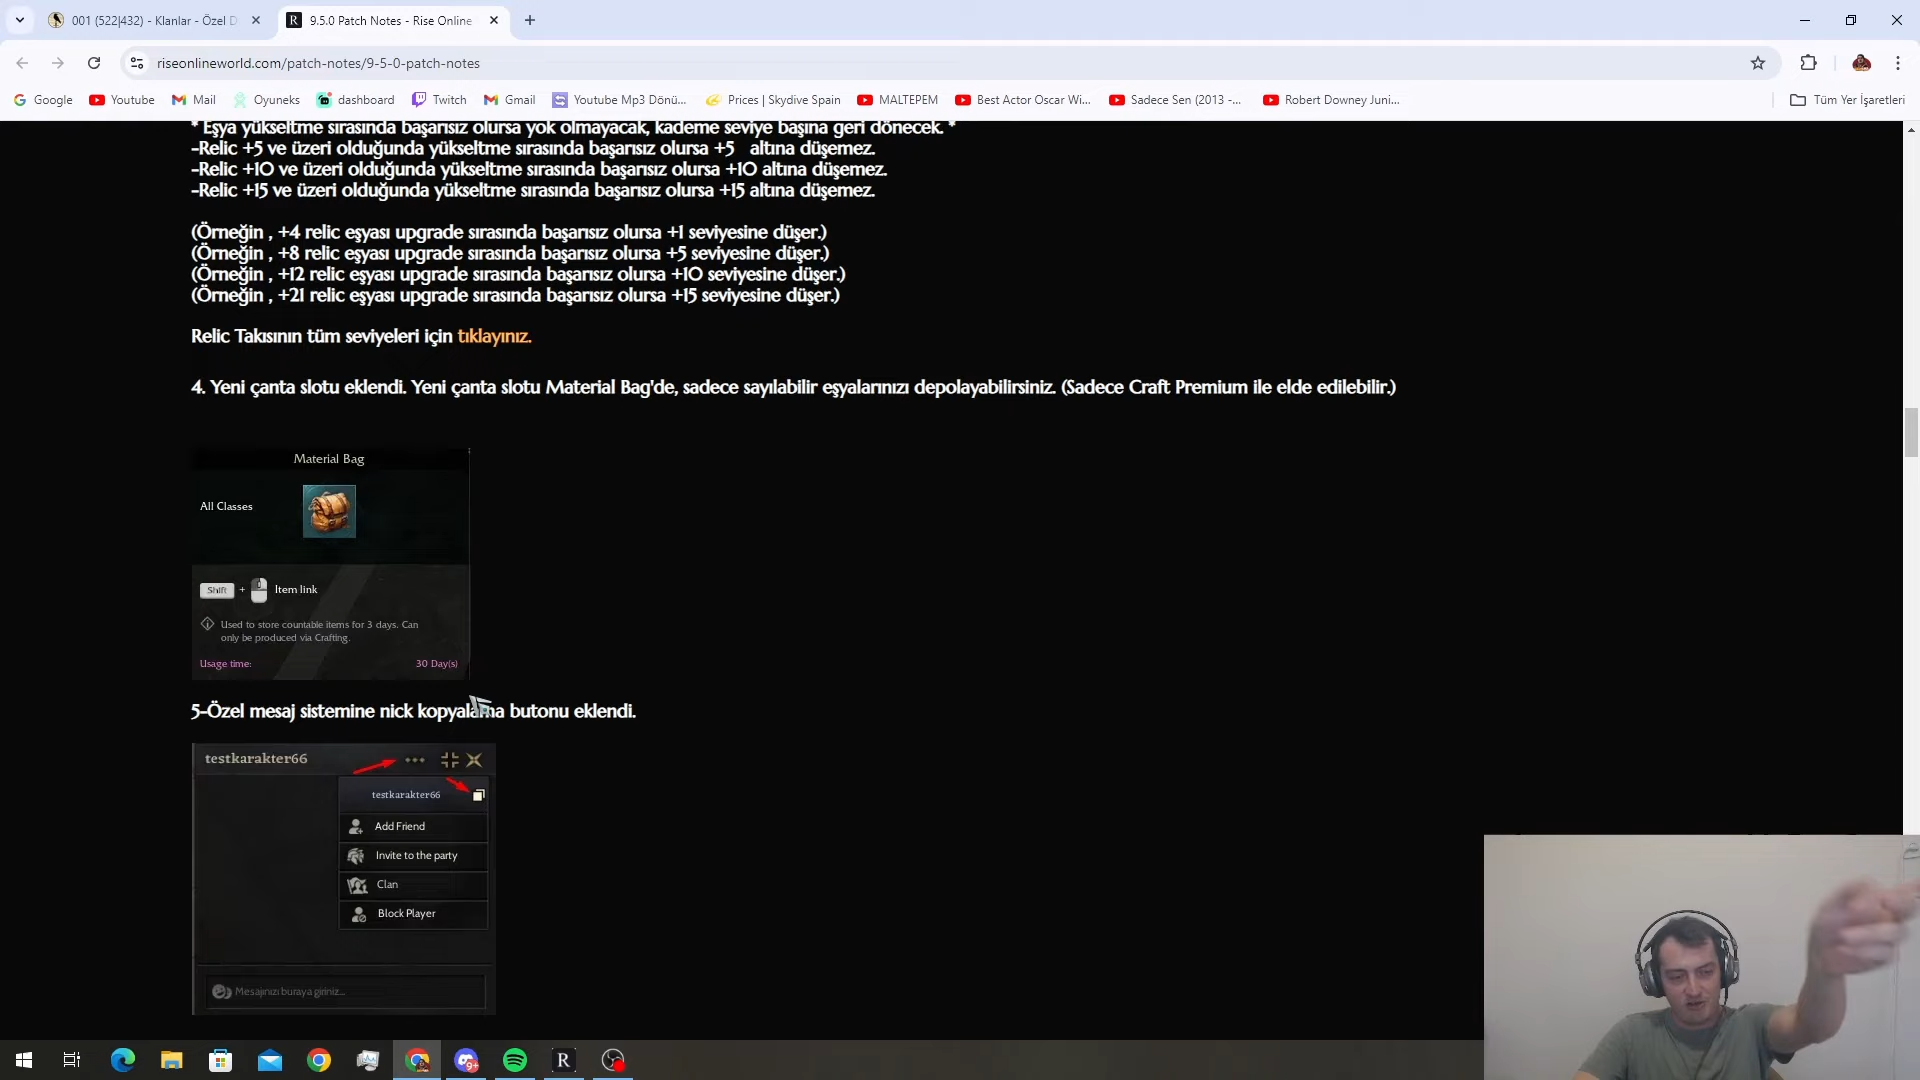 001 (522|432) - Klanlar - Özel D
9.5.0 Patch Notes - Rise Online
riseonlineworld.com/patch-notes/9-5-0-patch-notes
Google
Youtube
Mail
Oyuneks
dashboard
Twitch
Gmail
Youtube Mp3 Dönü...
Prices | Skydive Spain
MALTEPEM
Best Actor Oscar Wi...
Sadece Sen (2013 -...
Robert Downey Juni...
Tüm Yer İşaretleri
* Eşya yükseltme sırasında başarısız olursa yok olmayacak, kademe seviye başına geri dönecek. *
-Relic +5 ve üzeri olduğunda yükseltme sırasında başarısız olursa +5 altına düşemez.
-Relic +10 ve üzeri olduğunda yükseltme sırasında başarısız olursa +10 altına düşemez.
-Relic +15 ve üzeri olduğunda yükseltme sırasında başarısız olursa +15 altına düşemez.
(Örneğin , +4 relic eşyası upgrade sırasında başarısız olursa +1 seviyesine düşer.)
(Örneğin , +8 relic eşyası upgrade sırasında başarısız olursa +5 seviyesine düşer.)
(Örneğin , +12 relic eşyası upgrade sırasında başarısız olursa +10 seviyesine düşer.)
(Örneğin , +21 relic eşyası upgrade sırasında başarısız olursa +15 seviyesine düşer.)
Relic Takısının tüm seviyeleri için tıklayınız.
4. Yeni çanta slotu eklendi. Yeni çanta slotu Material Bag'de, sadece sayılabilir eşyalarınızı depolayabilirsiniz. (Sadece Craft Premium ile elde edilebilir.)
Material Bag
All Classes
Shift + Item link
Used to store countable items for 3 days. Can
only be produced via Crafting.
Usage time: 30 Day(s)
5-Özel mesaj sistemine nick kopyalama butonu eklendi.
testkarakter66
testkarakter66
Add Friend
Invite to the party
Clan
Block Player
Mesajınızı buraya giriniz...
9+
R